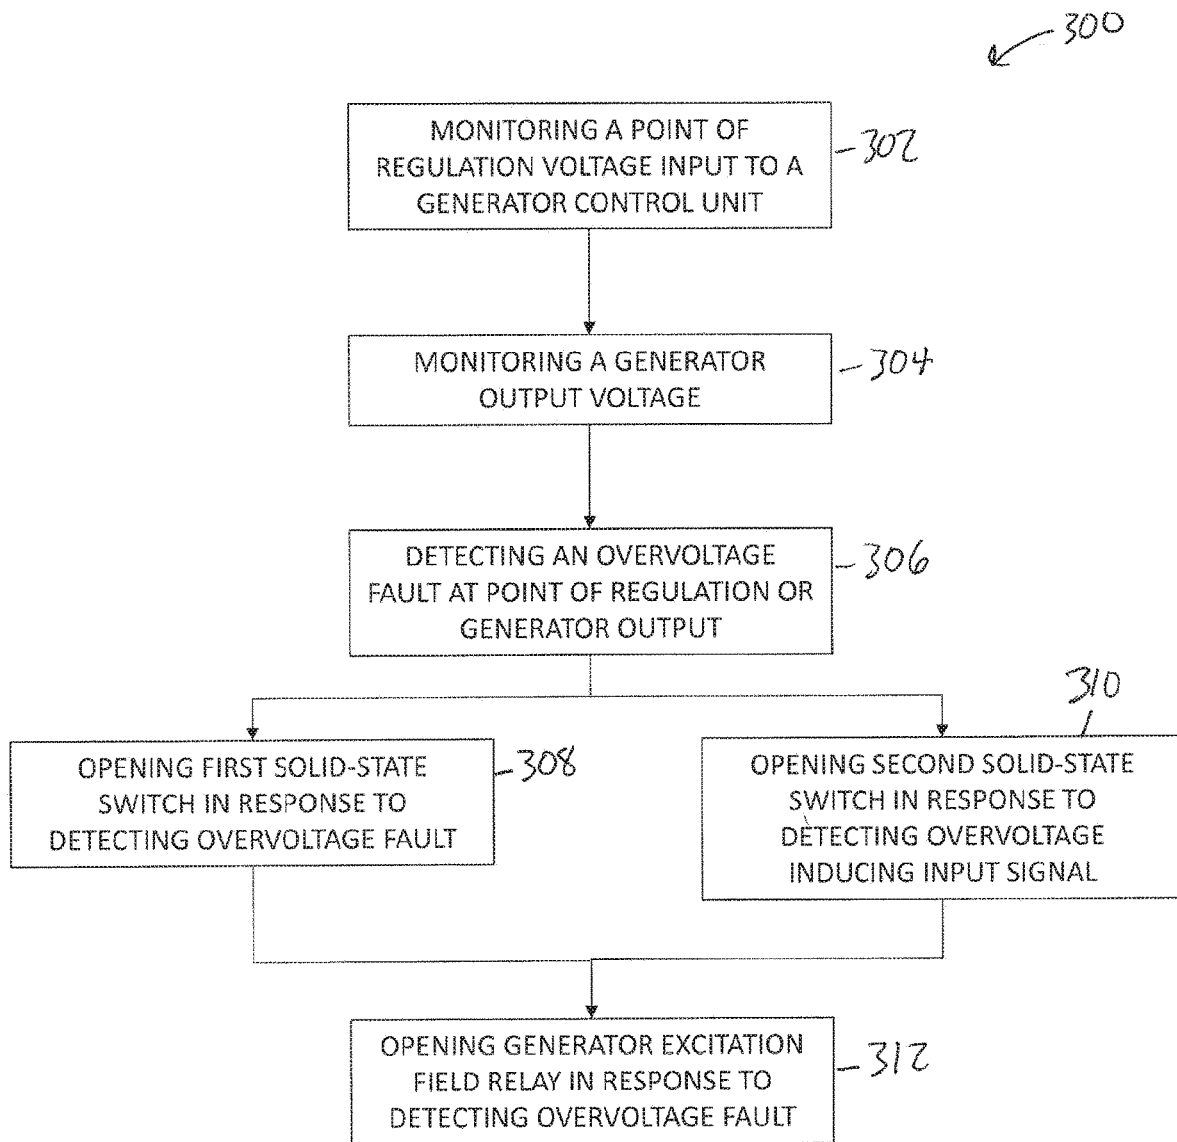 300
MONITORING A POINT OF
REGULATION VOLTAGE INPUT TO A
GENERATOR CONTROL UNIT
302
MONITORING A GENERATOR
OUTPUT VOLTAGE
304
DETECTING AN OVERVOLTAGE
FAULT AT POINT OF REGULATION OR
GENERATOR OUTPUT
306
OPENING FIRST SOLID-STATE
SWITCH IN RESPONSE TO
DETECTING OVERVOLTAGE FAULT
308
310
OPENING SECOND SOLID-STATE
SWITCH IN RESPONSE TO
DETECTING OVERVOLTAGE
INDUCING INPUT SIGNAL
OPENING GENERATOR EXCITATION
FIELD RELAY IN RESPONSE TO
DETECTING OVERVOLTAGE FAULT
312